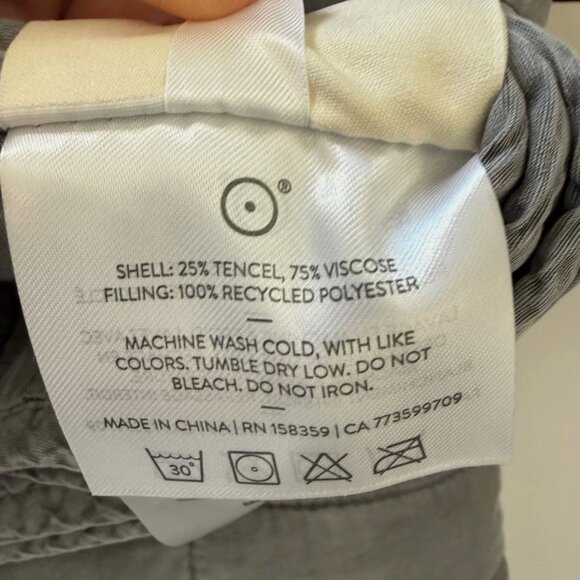 ®
SHELL: 25% TENCEL, 75% VISCOSE
FILLING: 100% RECYCLED POLYESTER
—
MACHINE WASH COLD, WITH LIKE
COLORS. TUMBLE DRY LOW. DO NOT
BLEACH. DO NOT IRON.
—
MADE IN CHINA | RN 158359 | CA 773599709
30°